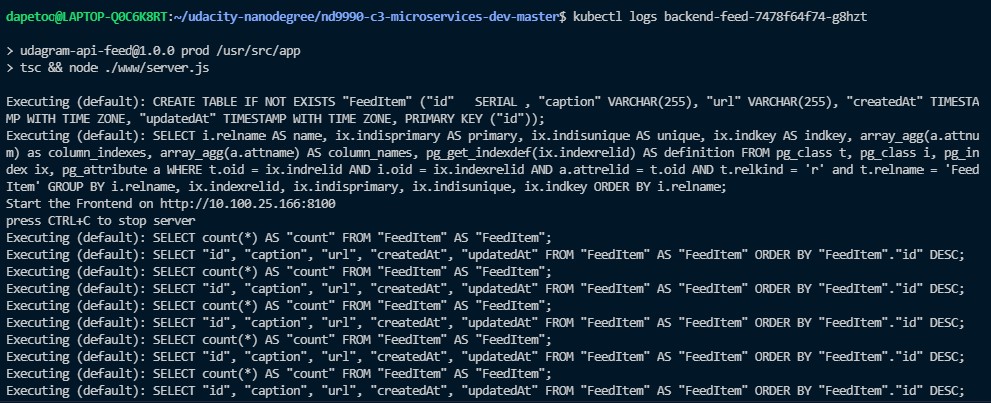 dapetoo@LAPTOP-Q0C6K8RT:~/udacity-nanodegree/nd9990-c3-microservices-dev-master$ kubectl logs backend-feed-7478f64f74-g8hzt
> udagram-api-feed@1.0.0 prod /usr/src/app
> tsc && node ./www/server.js
Executing (default): CREATE TABLE IF NOT EXISTS "FeedItem" ("id"   SERIAL , "caption" VARCHAR(255), "url" VARCHAR(255), "createdAt" TIMESTA
MP WITH TIME ZONE, "updatedAt" TIMESTAMP WITH TIME ZONE, PRIMARY KEY ("id"));
Executing (default): SELECT i.relname AS name, ix.indisprimary AS primary, ix.indisunique AS unique, ix.indkey AS indkey, array_agg(a.attnu
m) as column_indexes, array_agg(a.attname) AS column_names, pg_get_indexdef(ix.indexrelid) AS definition FROM pg_class t, pg_class i, pg_in
dex ix, pg_attribute a WHERE t.oid = ix.indrelid AND i.oid = ix.indexrelid AND a.attrelid = t.oid AND t.relkind = 'r' and t.relname = 'Feed
Item' GROUP BY i.relname, ix.indexrelid, ix.indisprimary, ix.indisunique, ix.indkey ORDER BY i.relname;
Start the Frontend on http://10.100.25.166:8100
press CTRL+C to stop server
Executing (default): SELECT count(*) AS "count" FROM "FeedItem" AS "FeedItem";
Executing (default): SELECT "id", "caption", "url", "createdAt", "updatedAt" FROM "FeedItem" AS "FeedItem" ORDER BY "FeedItem"."id" DESC;
Executing (default): SELECT count(*) AS "count" FROM "FeedItem" AS "FeedItem";
Executing (default): SELECT "id", "caption", "url", "createdAt", "updatedAt" FROM "FeedItem" AS "FeedItem" ORDER BY "FeedItem"."id" DESC;
Executing (default): SELECT count(*) AS "count" FROM "FeedItem" AS "FeedItem";
Executing (default): SELECT "id", "caption", "url", "createdAt", "updatedAt" FROM "FeedItem" AS "FeedItem" ORDER BY "FeedItem"."id" DESC;
Executing (default): SELECT count(*) AS "count" FROM "FeedItem" AS "FeedItem";
Executing (default): SELECT "id", "caption", "url", "createdAt", "updatedAt" FROM "FeedItem" AS "FeedItem" ORDER BY "FeedItem"."id" DESC;
Executing (default): SELECT count(*) AS "count" FROM "FeedItem" AS "FeedItem";
Executing (default): SELECT "id", "caption", "url", "createdAt", "updatedAt" FROM "FeedItem" AS "FeedItem" ORDER BY "FeedItem"."id" DESC;